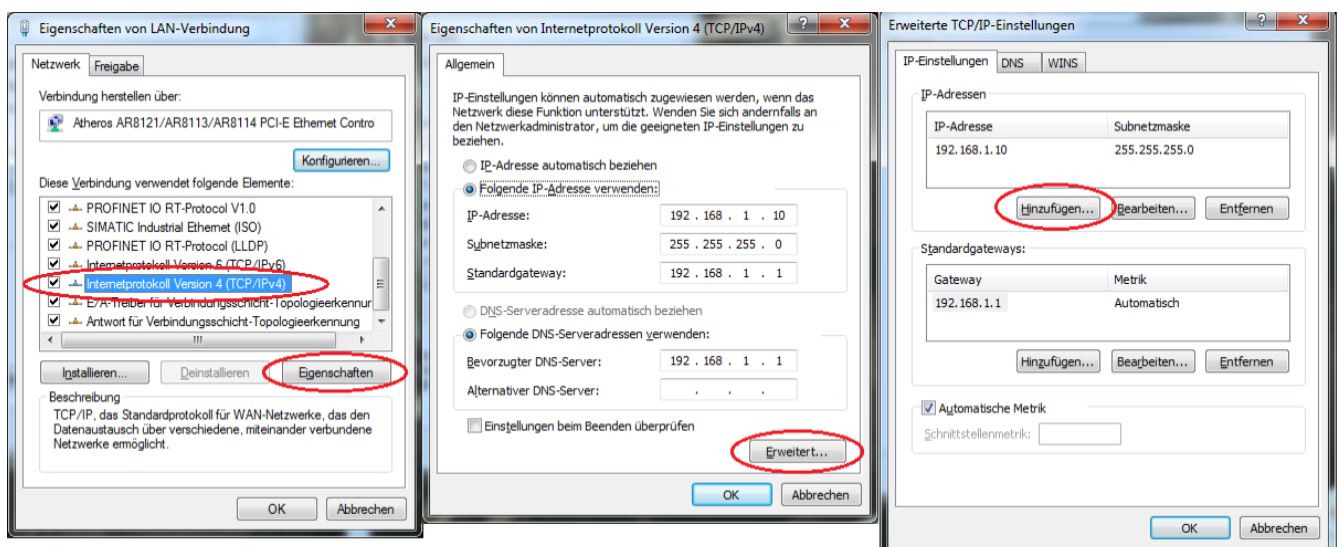 Eigenschaften von LAN-Verbindung
Netzwerk Freigabe
Verbindung herstellen über:
Atheros AR8121/AR8113/AR8114 PCI-E Ethernet Contro
Konfigurieren...
Diese Verbindung verwendet folgende Elemente:
PROFINET IO RT-Protocol V1.0
SIMATIC Industrial Ethernet (ISO)
PROFINET IO RT-Protocol (LLDP)
Internetprotokoll Version 6 (TCP/IPv6)
Internetprotokoll Version 4 (TCP/IPv4)
E/A-Treiber für Verbindungsschicht-Topologieerkennur
Antwort für Verbindungsschicht-Topologieerkennung
Installieren... Deinstallieren Eigenschaften
Beschreibung
TCP/IP, das Standardprotokoll für WAN-Netzwerke, das den
Datenaustausch über verschiedene, miteinander verbundene
Netzwerke ermöglicht.
OK Abbrechen
Eigenschaften von Internetprotokoll Version 4 (TCP/IPv4)
Allgemein
IP-Einstellungen können automatisch zugewiesen werden, wenn das
Netzwerk diese Funktion unterstützt. Wenden Sie sich andernfalls an
den Netzwerkadministrator, um die geeigneten IP-Einstellungen zu
beziehen.
IP-Adresse automatisch beziehen
Folgende IP-Adresse verwenden:
IP-Adresse: 192 . 168 . 1 . 10
Subnetzmaske: 255 . 255 . 255 . 0
Standardgateway: 192 . 168 . 1 . 1
DNS-Serveradresse automatisch beziehen
Folgende DNS-Serveradressen verwenden:
Bevorzugter DNS-Server: 192 . 168 . 1 . 1
Alternativer DNS-Server: . . .
Einstellungen beim Beenden überprüfen
Erweitert...
OK Abbrechen
Erweiterte TCP/IP-Einstellungen
IP-Einstellungen DNS WINS
IP-Adressen
IP-Adresse Subnetzmaske
192.168.1.10 255.255.255.0
Hinzufügen... Bearbeiten... Entfernen
Standardgateways:
Gateway Metrik
192.168.1.1 Automatisch
Hinzufügen... Bearbeiten... Entfernen
Automatische Metrik
Schnittstellenmetrik:
OK Abbrechen